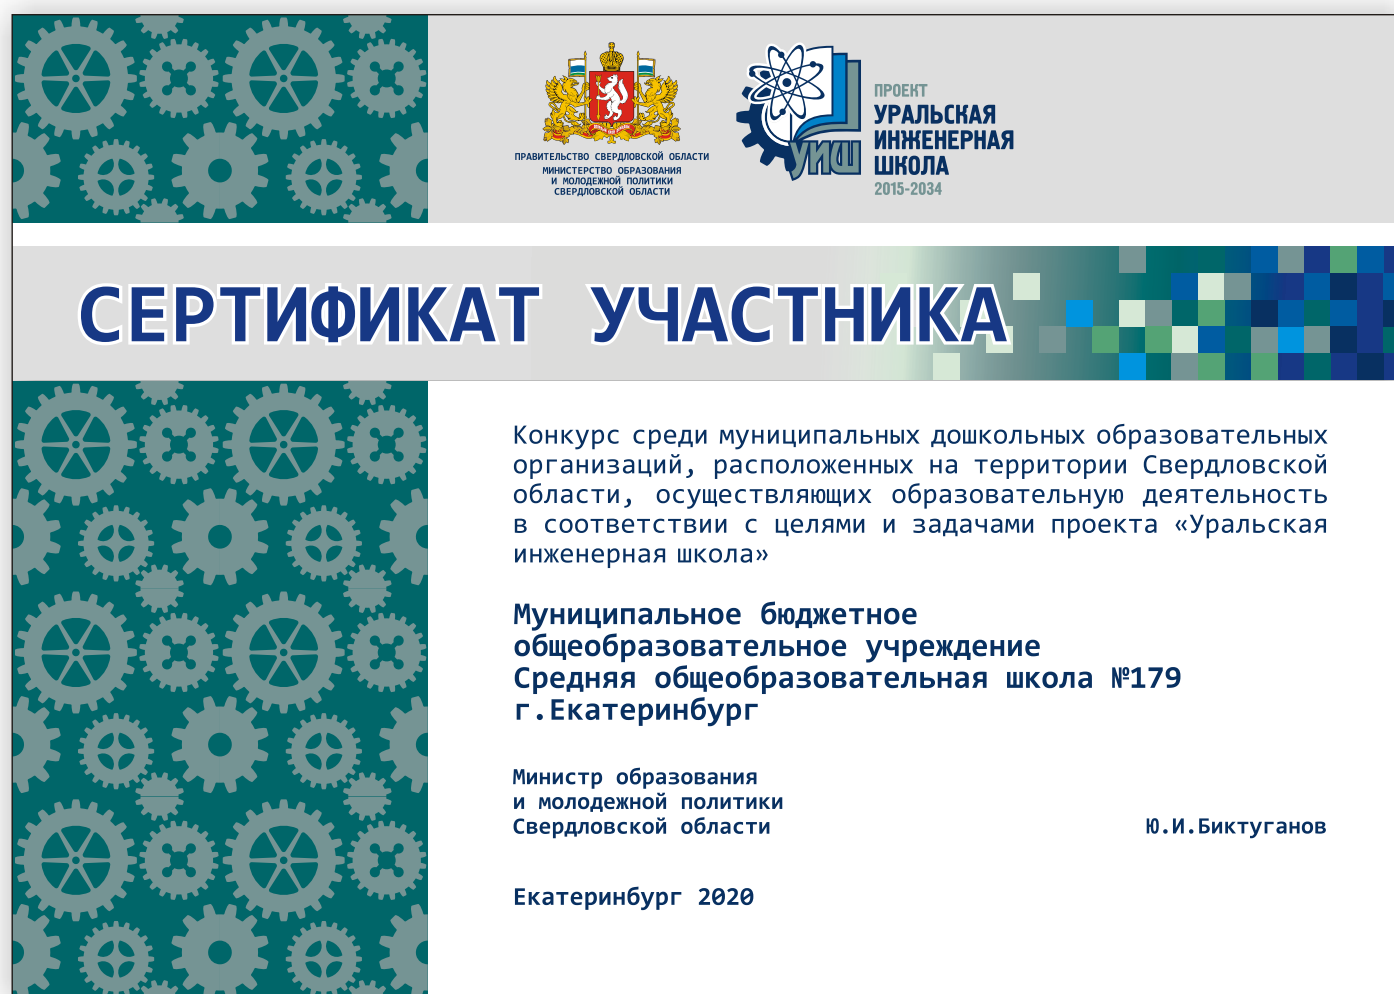 ПРАВИТЕЛЬСТВО СВЕРДЛОВСКОЙ ОБЛАСТИ
МИНИСТЕРСТВО ОБРАЗОВАНИЯ
И МОЛОДЕЖНОЙ ПОЛИТИКИ
СВЕРДЛОВСКОЙ ОБЛАСТИ
УИШ
ПРОЕКТ
УРАЛЬСКАЯ
ИНЖЕНЕРНАЯ
ШКОЛА
2015-2034
СЕРТИФИКАТ УЧАСТНИКА
Конкурс среди муниципальных дошкольных образовательных
организаций, расположенных на территории Свердловской
области, осуществляющих образовательную деятельность
в соответствии с целями и задачами проекта «Уральская
инженерная школа»
Муниципальное бюджетное
общеобразовательное учреждение
Средняя общеобразовательная школа №179
г.Екатеринбург
Министр образования
и молодежной политики
Свердловской области
Ю.И.Биктуганов
Екатеринбург 2020